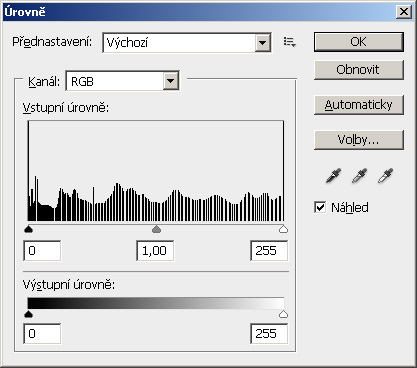 Úrovně
Přednastavení: Výchozí
OK
Obnovit
Automaticky
Volby...
Náhled
Kanál: RGB
Vstupní úrovně:
0 1,00 255
Výstupní úrovně:
0 255